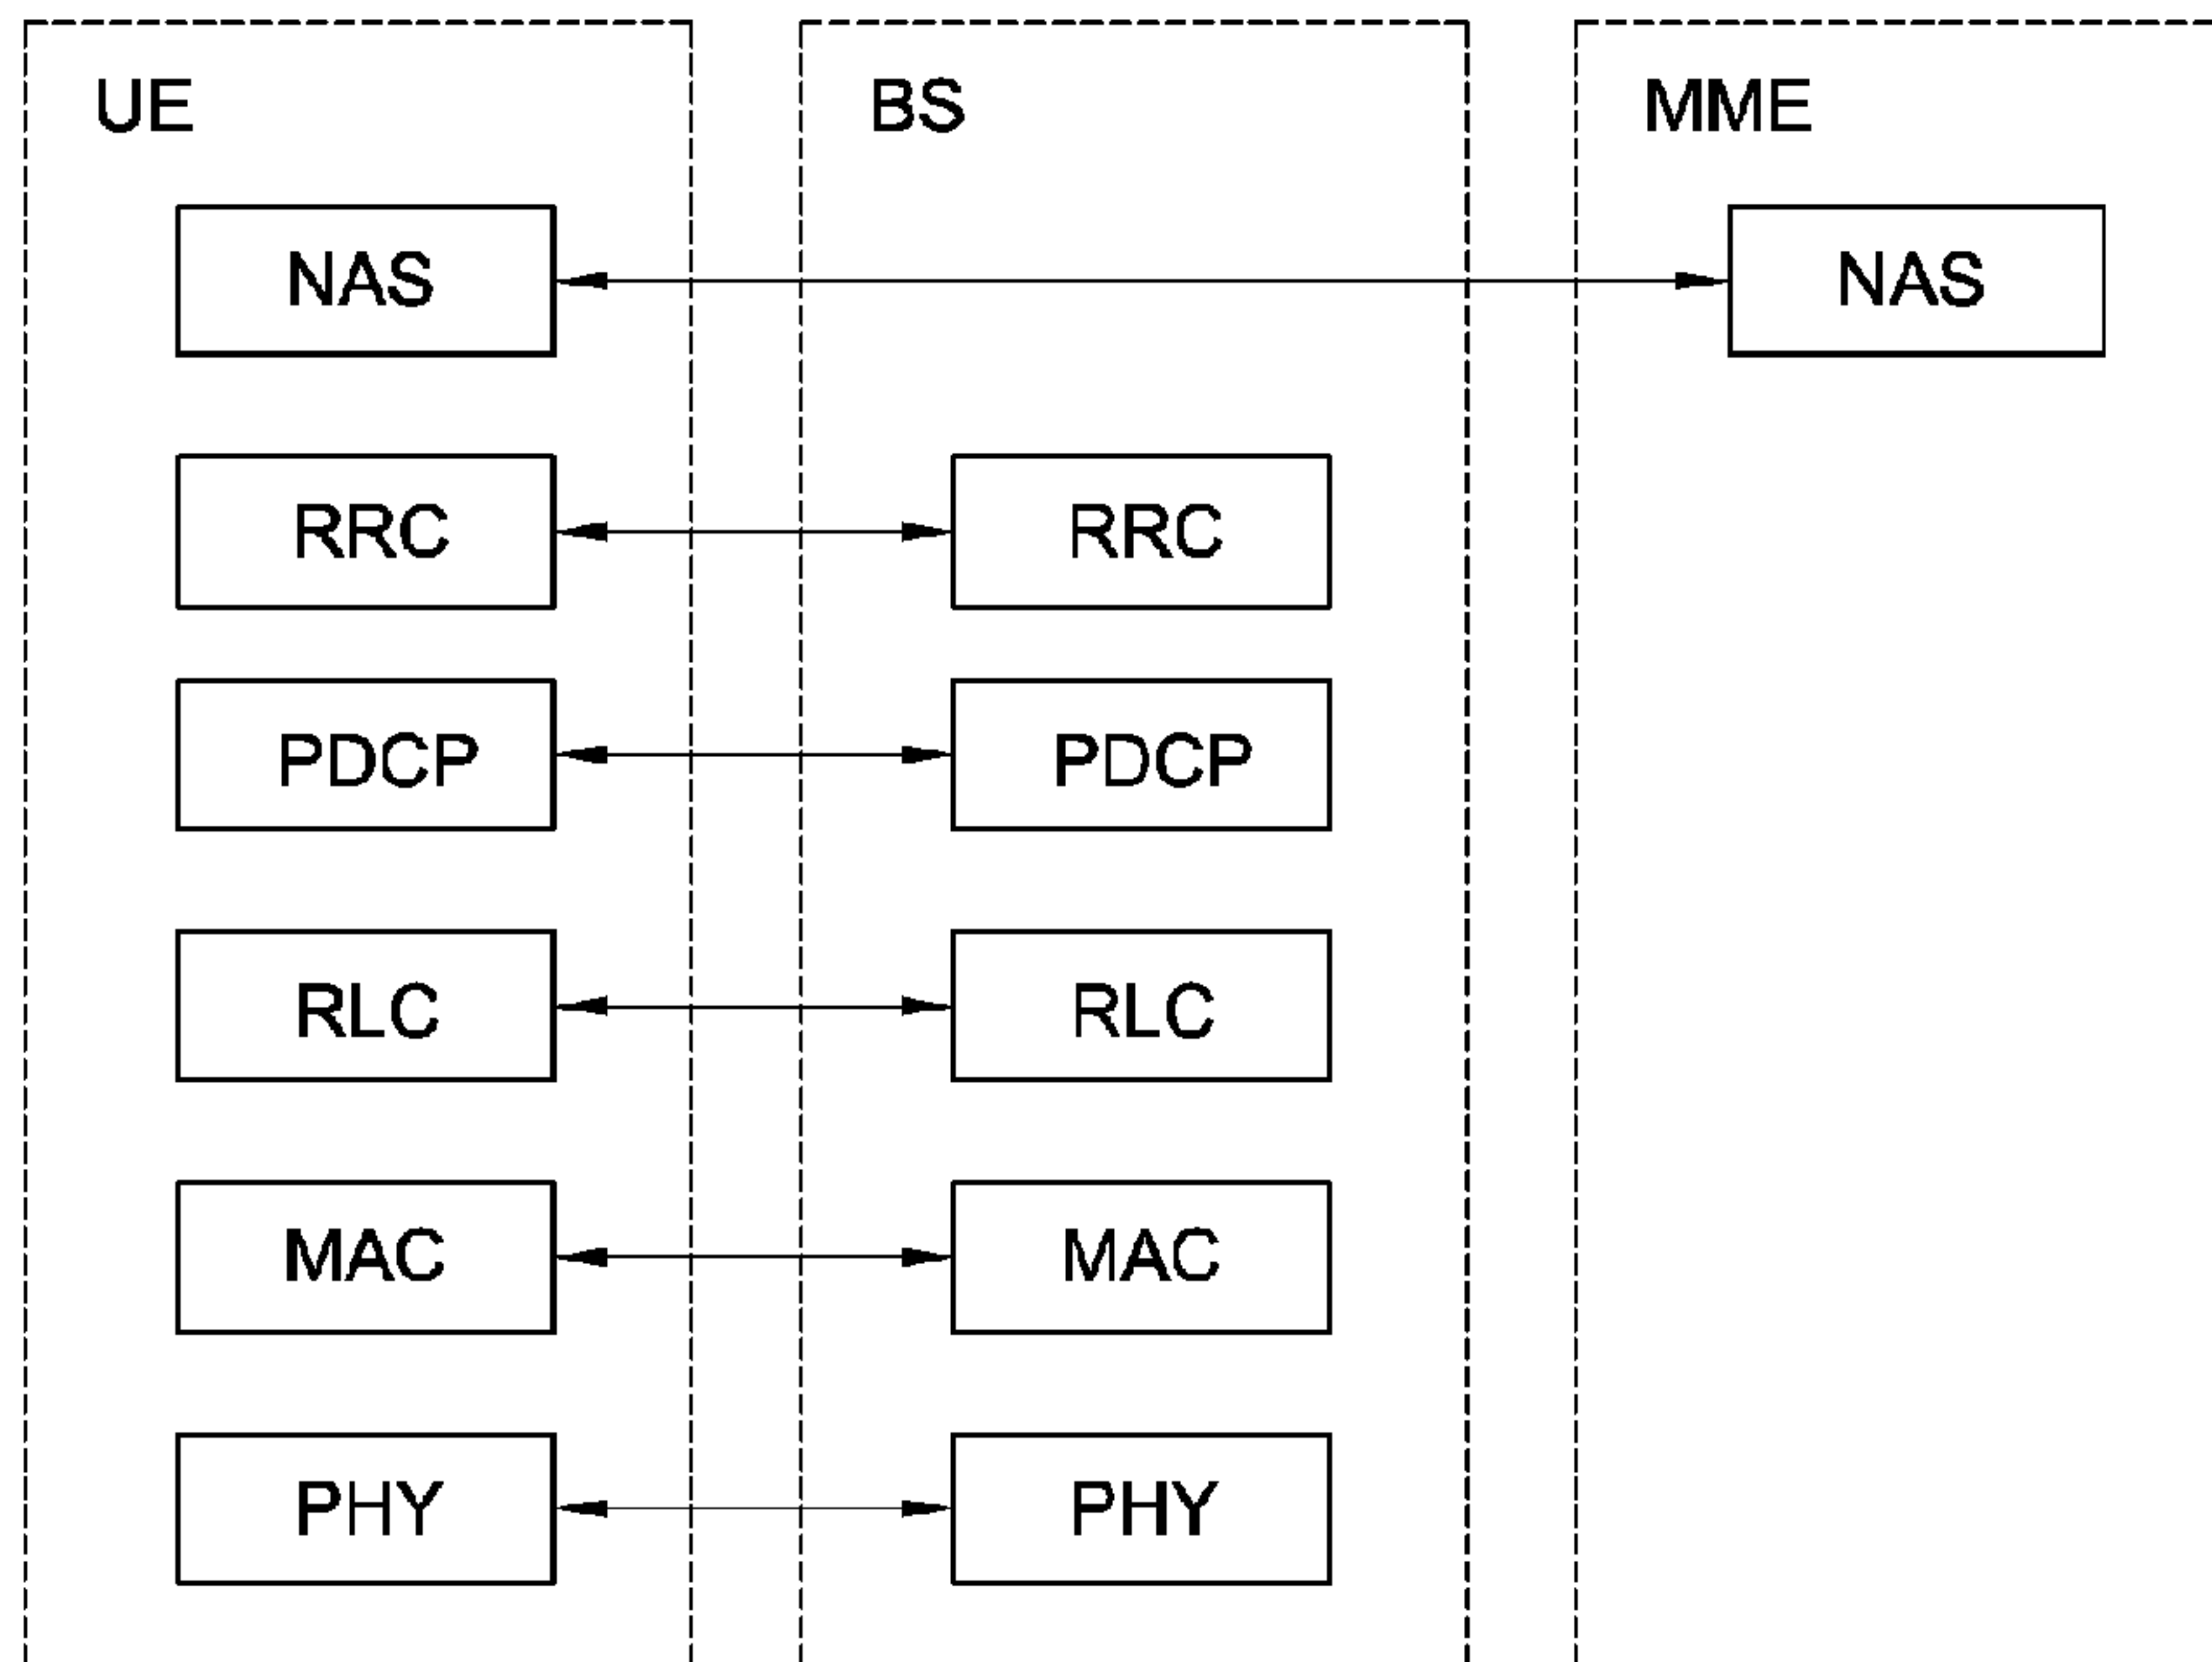 UE BS MME
NAS NAS
RRC RRC
PDCP PDCP
RLC RLC
MAC MAC
PHY PHY